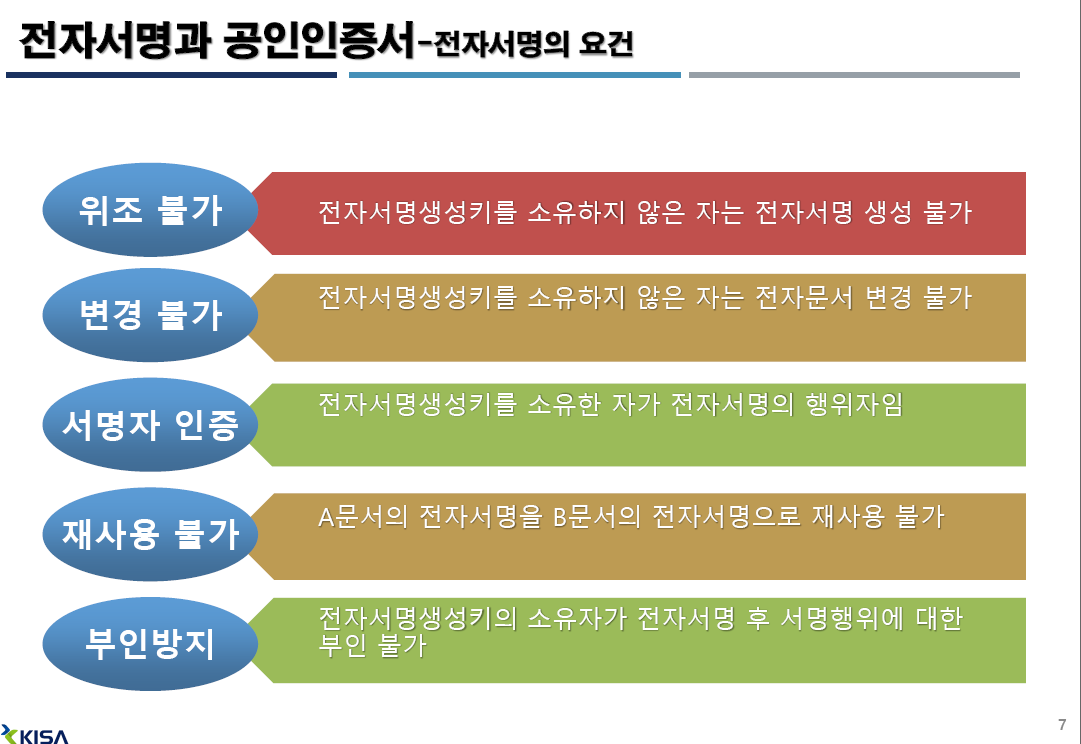 전자서명과 공인인증서-전자서명의 요건
위조 불가
전자서명생성키를 소유하지 않은 자는 전자서명 생성 불가
변경 불가
전자서명생성키를 소유하지 않은 자는 전자문서 변경 불가
서명자 인증
전자서명생성키를 소유한 자가 전자서명의 행위자임
재사용 불가
A문서의 전자서명을 B문서의 전자서명으로 재사용 불가
부인방지
전자서명생성키의 소유자가 전자서명 후 서명행위에 대한
부인 불가
KISA
7